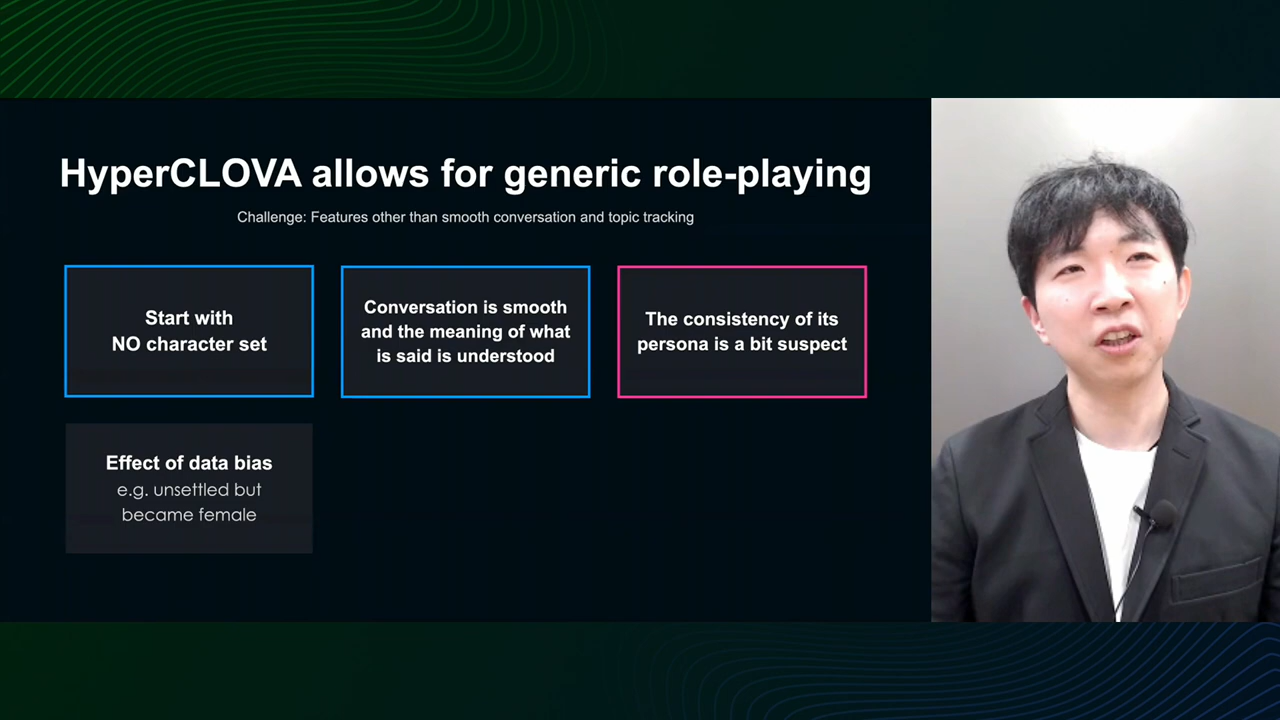 HyperCLOVA allows for generic role-playing
Challenge: Features other than smooth conversation and topic tracking
Start with
NO character set
Conversation is smooth
and the meaning of what
is said is understood
The consistency of its
persona is a bit suspect
Effect of data bias
e.g. unsettled but
became female